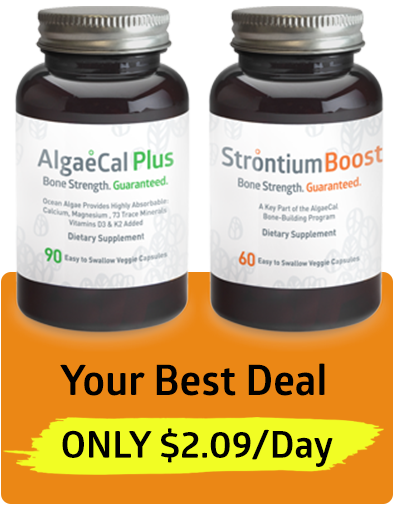 AlgaeCal Plus
Bone Strength. Guaranteed.
Ocean Algae Provides Highly Absorbable:
Calcium, Magnesium, 73 Trace Minerals
Vitamins D3 & K2 Added
Dietary Supplement
90 Easy to Swallow Veggie Capsules
StrontiumBoost
Bone Strength. Guaranteed.
A Key Part of the AlgaeCal
Bone-Building Program
Dietary Supplement
60 Easy to Swallow Veggie Capsules
Your Best Deal
ONLY $2.09/Day